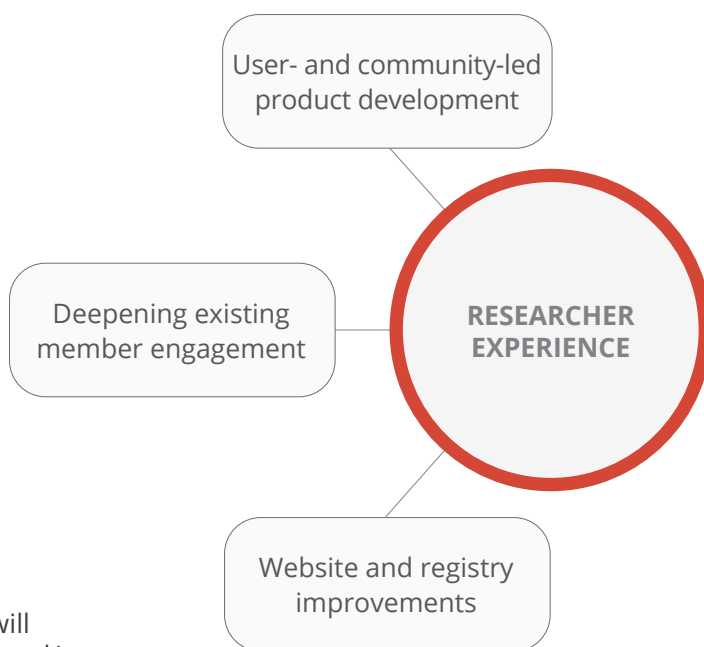 User- and community-led
product development
Deepening existing
member engagement
RESEARCHER
EXPERIENCE
Website and registry
improvements
will